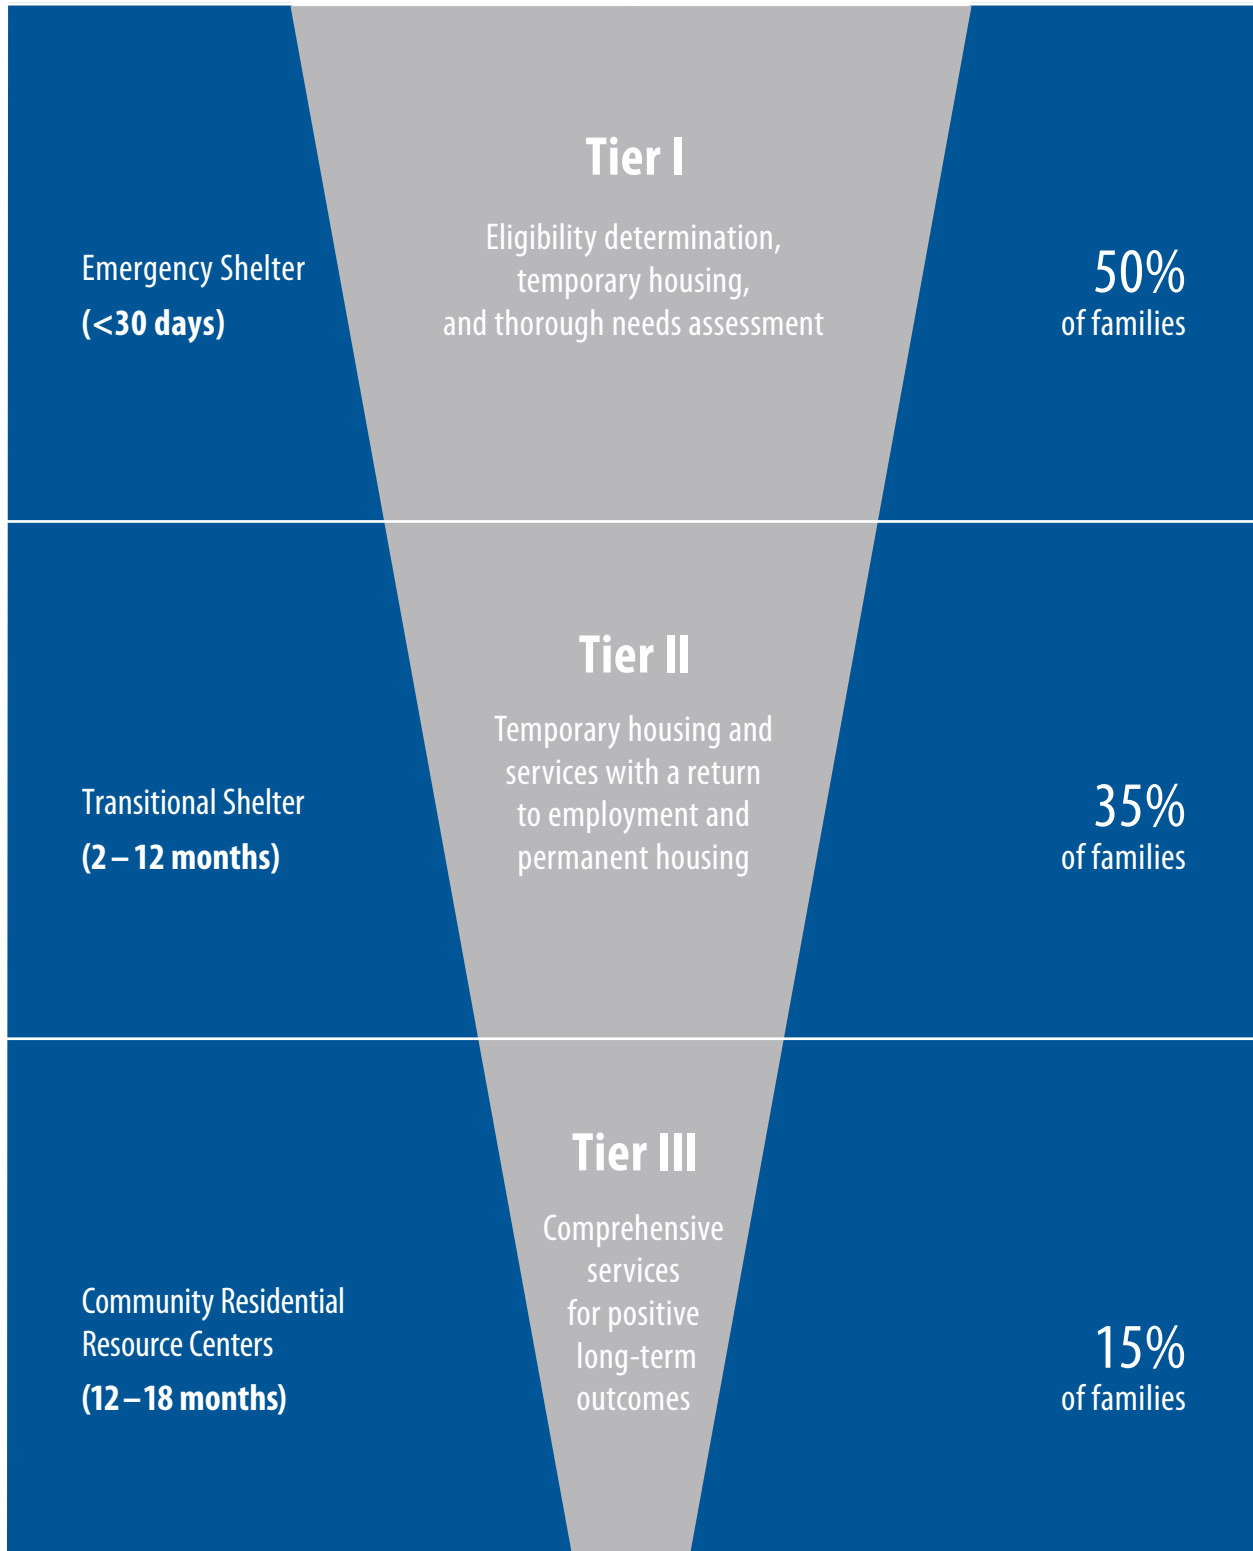 Tier I
Emergency Shelter
(<30 days)
Eligibility determination,
temporary housing,
and thorough needs assessment
50%
of families
Tier II
Transitional Shelter
(2 – 12 months)
Temporary housing and
services with a return
to employment and
permanent housing
35%
of families
Tier III
Community Residential
Resource Centers
(12 – 18 months)
Comprehensive
services
for positive
long-term
outcomes
15%
of families